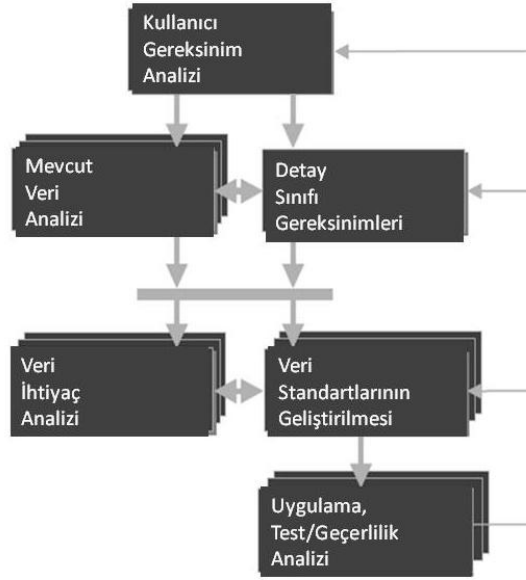 Kullanıcı
Gereksinim
Analizi
Mevcut
Veri
Analizi
Detay
Sınıfı
Gereksinimleri
Veri
İhtiyaç
Analizi
Veri
Standartlarının
Geliştirilmesi
Uygulama,
Test/Geçerlilik
Analizi